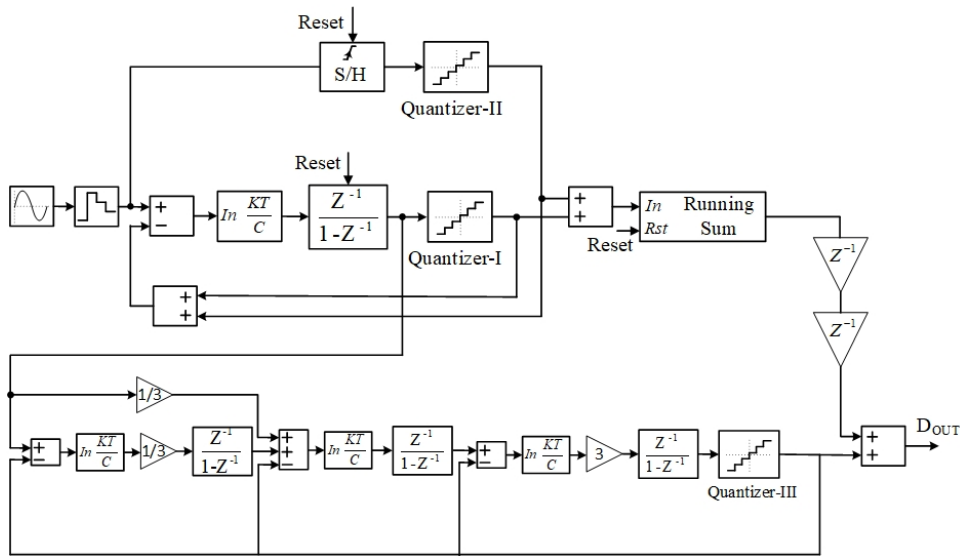 Reset
S/H
Quantizer-II
Reset
+
−
In KT/C
Z^-1
1-Z^-1
Quantizer-I
+
+
In Running
Rst Sum
Reset
Z^-1
+
+
Z^-1
1/3
+
−
In KT/C
1/3
Z^-1
1-Z^-1
+
+
−
In KT/C
Z^-1
1-Z^-1
+
−
In KT/C
3
Z^-1
1-Z^-1
Quantizer-III
+
+
D_OUT